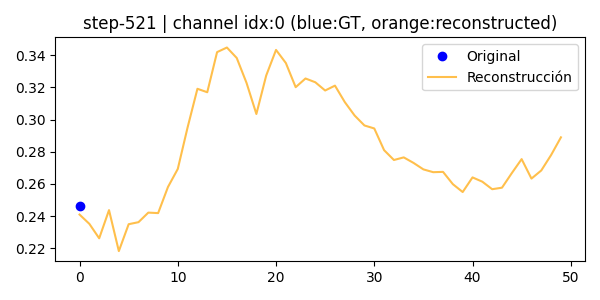 step-521 | channel idx:0 (blue:GT, orange:reconstructed)
Original
Reconstrucción
0.34
0.32
0.30
0.28
0.26
0.24
0.22
0 10 20 30 40 50